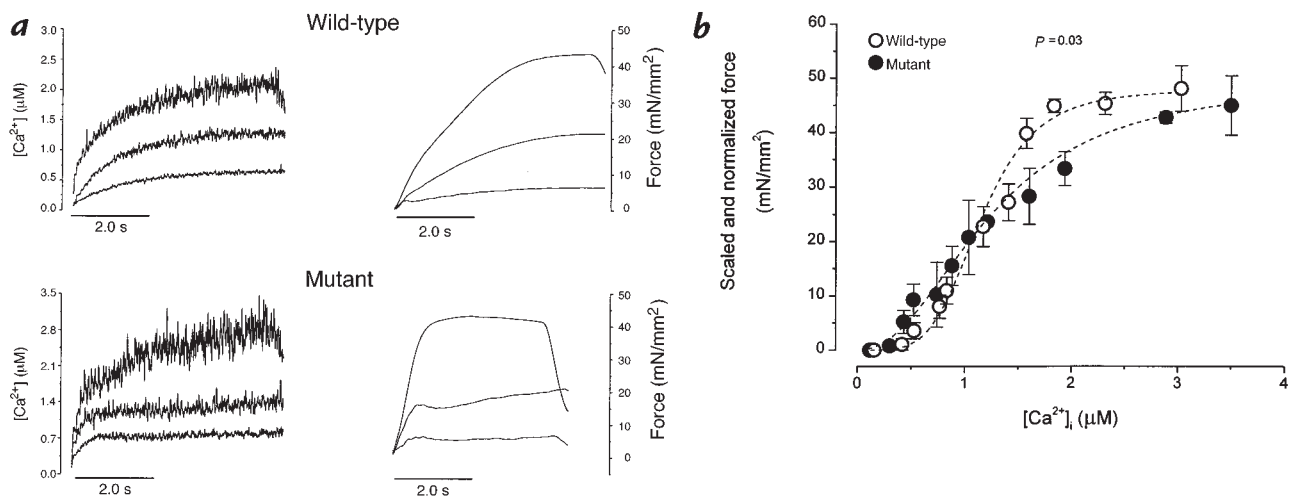 a
Wild-type
[Ca2+] (μM)
3.0
2.5
2.0
1.5
1.0
0.5
0.0
2.0 s
50
40
30
20
10
0
Force (mN/mm2)
2.0 s
Mutant
[Ca2+] (μM)
3.5
2.8
2.1
1.4
0.7
0.0
2.0 s
50
40
30
20
10
0
Force (mN/mm2)
2.0 s
b
Wild-type
Mutant
P = 0.03
Scaled and normalized force
(mN/mm2)
60
50
40
30
20
10
0
0 1 2 3 4
[Ca2+]i (μM)